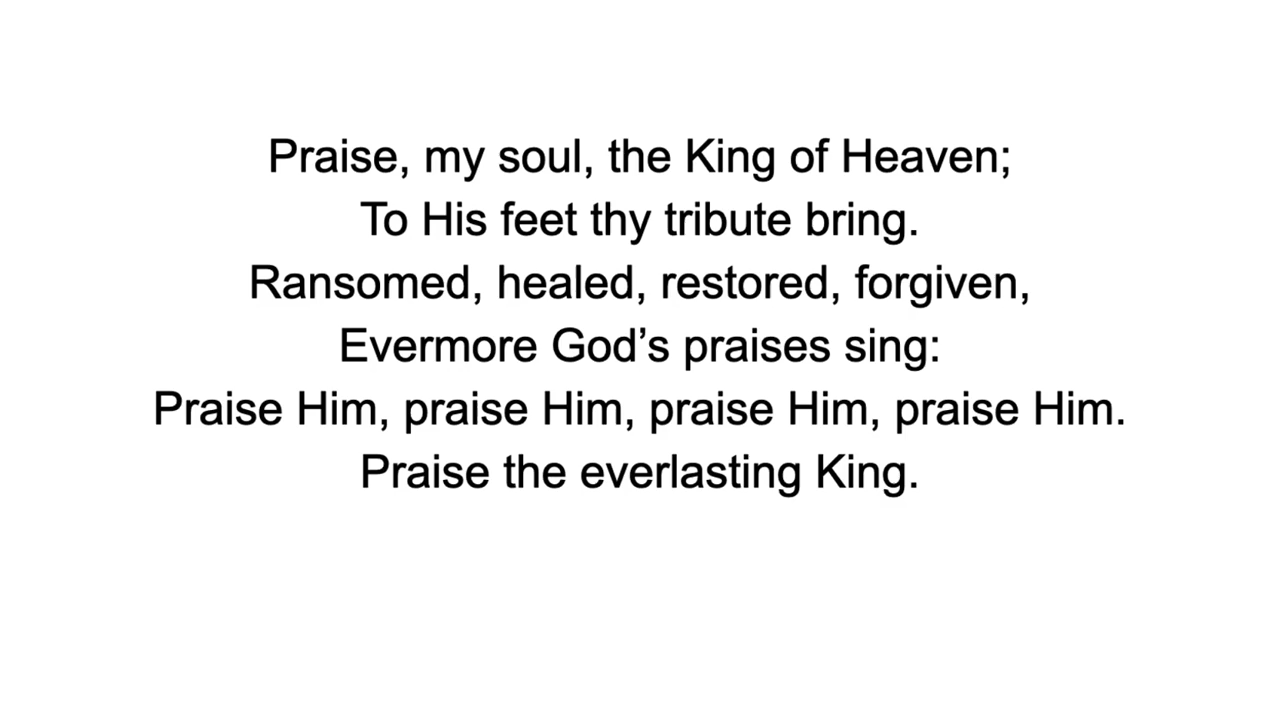 Praise, my soul, the King of Heaven;
To His feet thy tribute bring.
Ransomed, healed, restored, forgiven,
Evermore God’s praises sing:
Praise Him, praise Him, praise Him, praise Him.
Praise the everlasting King.